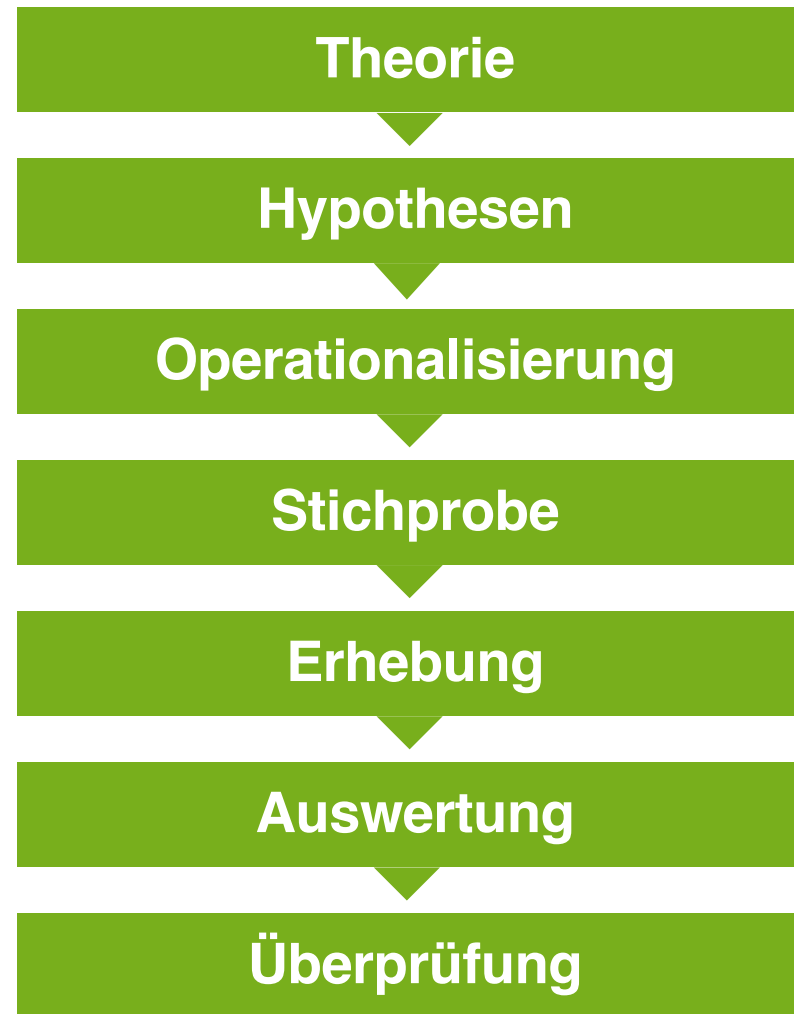 Theorie
Hypothesen
Operationalisierung
Stichprobe
Erhebung
Auswertung
Überprüfung